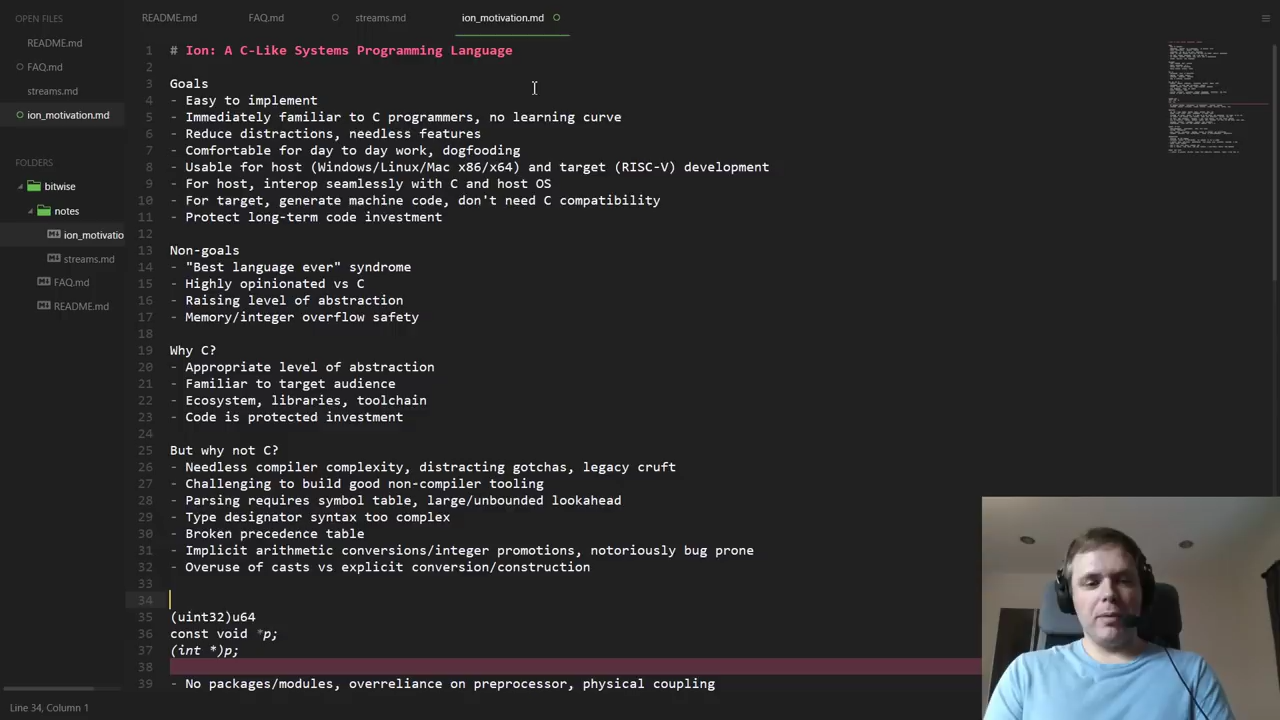 OPEN FILES
README.md
FAQ.md
streams.md
ion_motivation.md
FOLDERS
bitwise
notes
ion_motivatio
streams.md
FAQ.md
README.md
README.md
FAQ.md
streams.md
ion_motivation.md
1 # Ion: A C-Like Systems Programming Language
2
3 Goals
4 - Easy to implement
5 - Immediately familiar to C programmers, no learning curve
6 - Reduce distractions, needless features
7 - Comfortable for day to day work, dogfooding
8 - Usable for host (Windows/Linux/Mac x86/x64) and target (RISC-V) development
9 - For host, interop seamlessly with C and host OS
10 - For target, generate machine code, don't need C compatibility
11 - Protect long-term code investment
12
13 Non-goals
14 - "Best language ever" syndrome
15 - Highly opinionated vs C
16 - Raising level of abstraction
17 - Memory/integer overflow safety
18
19 Why C?
20 - Appropriate level of abstraction
21 - Familiar to target audience
22 - Ecosystem, libraries, toolchain
23 - Code is protected investment
24
25 But why not C?
26 - Needless compiler complexity, distracting gotchas, legacy cruft
27 - Challenging to build good non-compiler tooling
28 - Parsing requires symbol table, large/unbounded lookahead
29 - Type designator syntax too complex
30 - Broken precedence table
31 - Implicit arithmetic conversions/integer promotions, notoriously bug prone
32 - Overuse of casts vs explicit conversion/construction
33
34
35 (uint32)u64
36 const void *p;
37 (int *)p;
38
39 - No packages/modules, overreliance on preprocessor, physical coupling
Line 34, Column 1